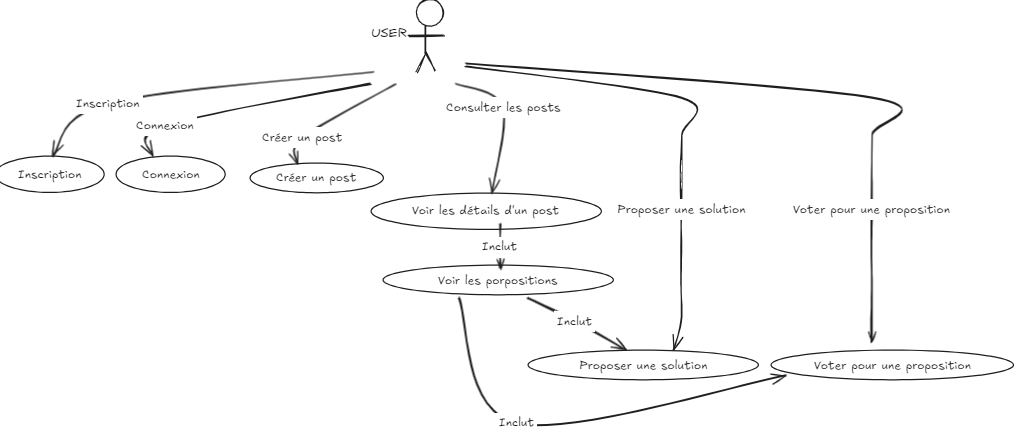 USER
Inscription
Consulter les posts
Connexion
Créer un post
Inscription
Connexion
Créer un post
Voir les détails d'un post
Proposer une solution
Voter pour une proposition
Inclut
Voir les porpositions
Inclut
Proposer une solution
Voter pour une proposition
Inclut